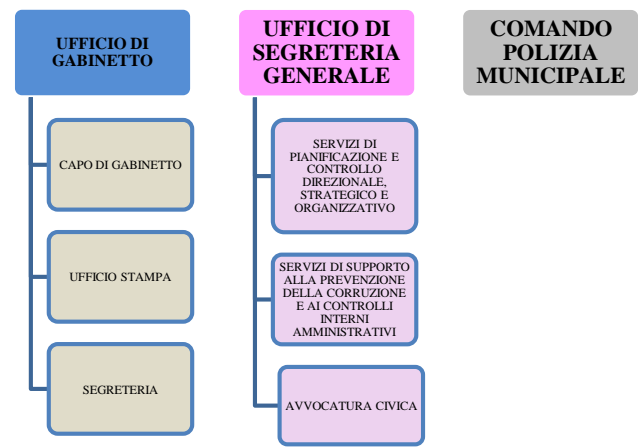 UFFICIO DI
GABINETTO
CAPO DI GABINETTO
UFFICIO STAMPA
SEGRETERIA
UFFICIO DI
SEGRETERIA
GENERALE
SERVIZI DI
PIANIFICAZIONE E
CONTROLLO
DIREZIONALE,
STRATEGICO E
ORGANIZZATIVO
SERVIZI DI SUPPORTO
ALLA PREVENZIONE
DELLA CORRUZIONE
E AI CONTROLLI
INTERNI
AMMINISTRATIVI
AVVOCATURA CIVICA
COMANDO
POLIZIA
MUNICIPALE